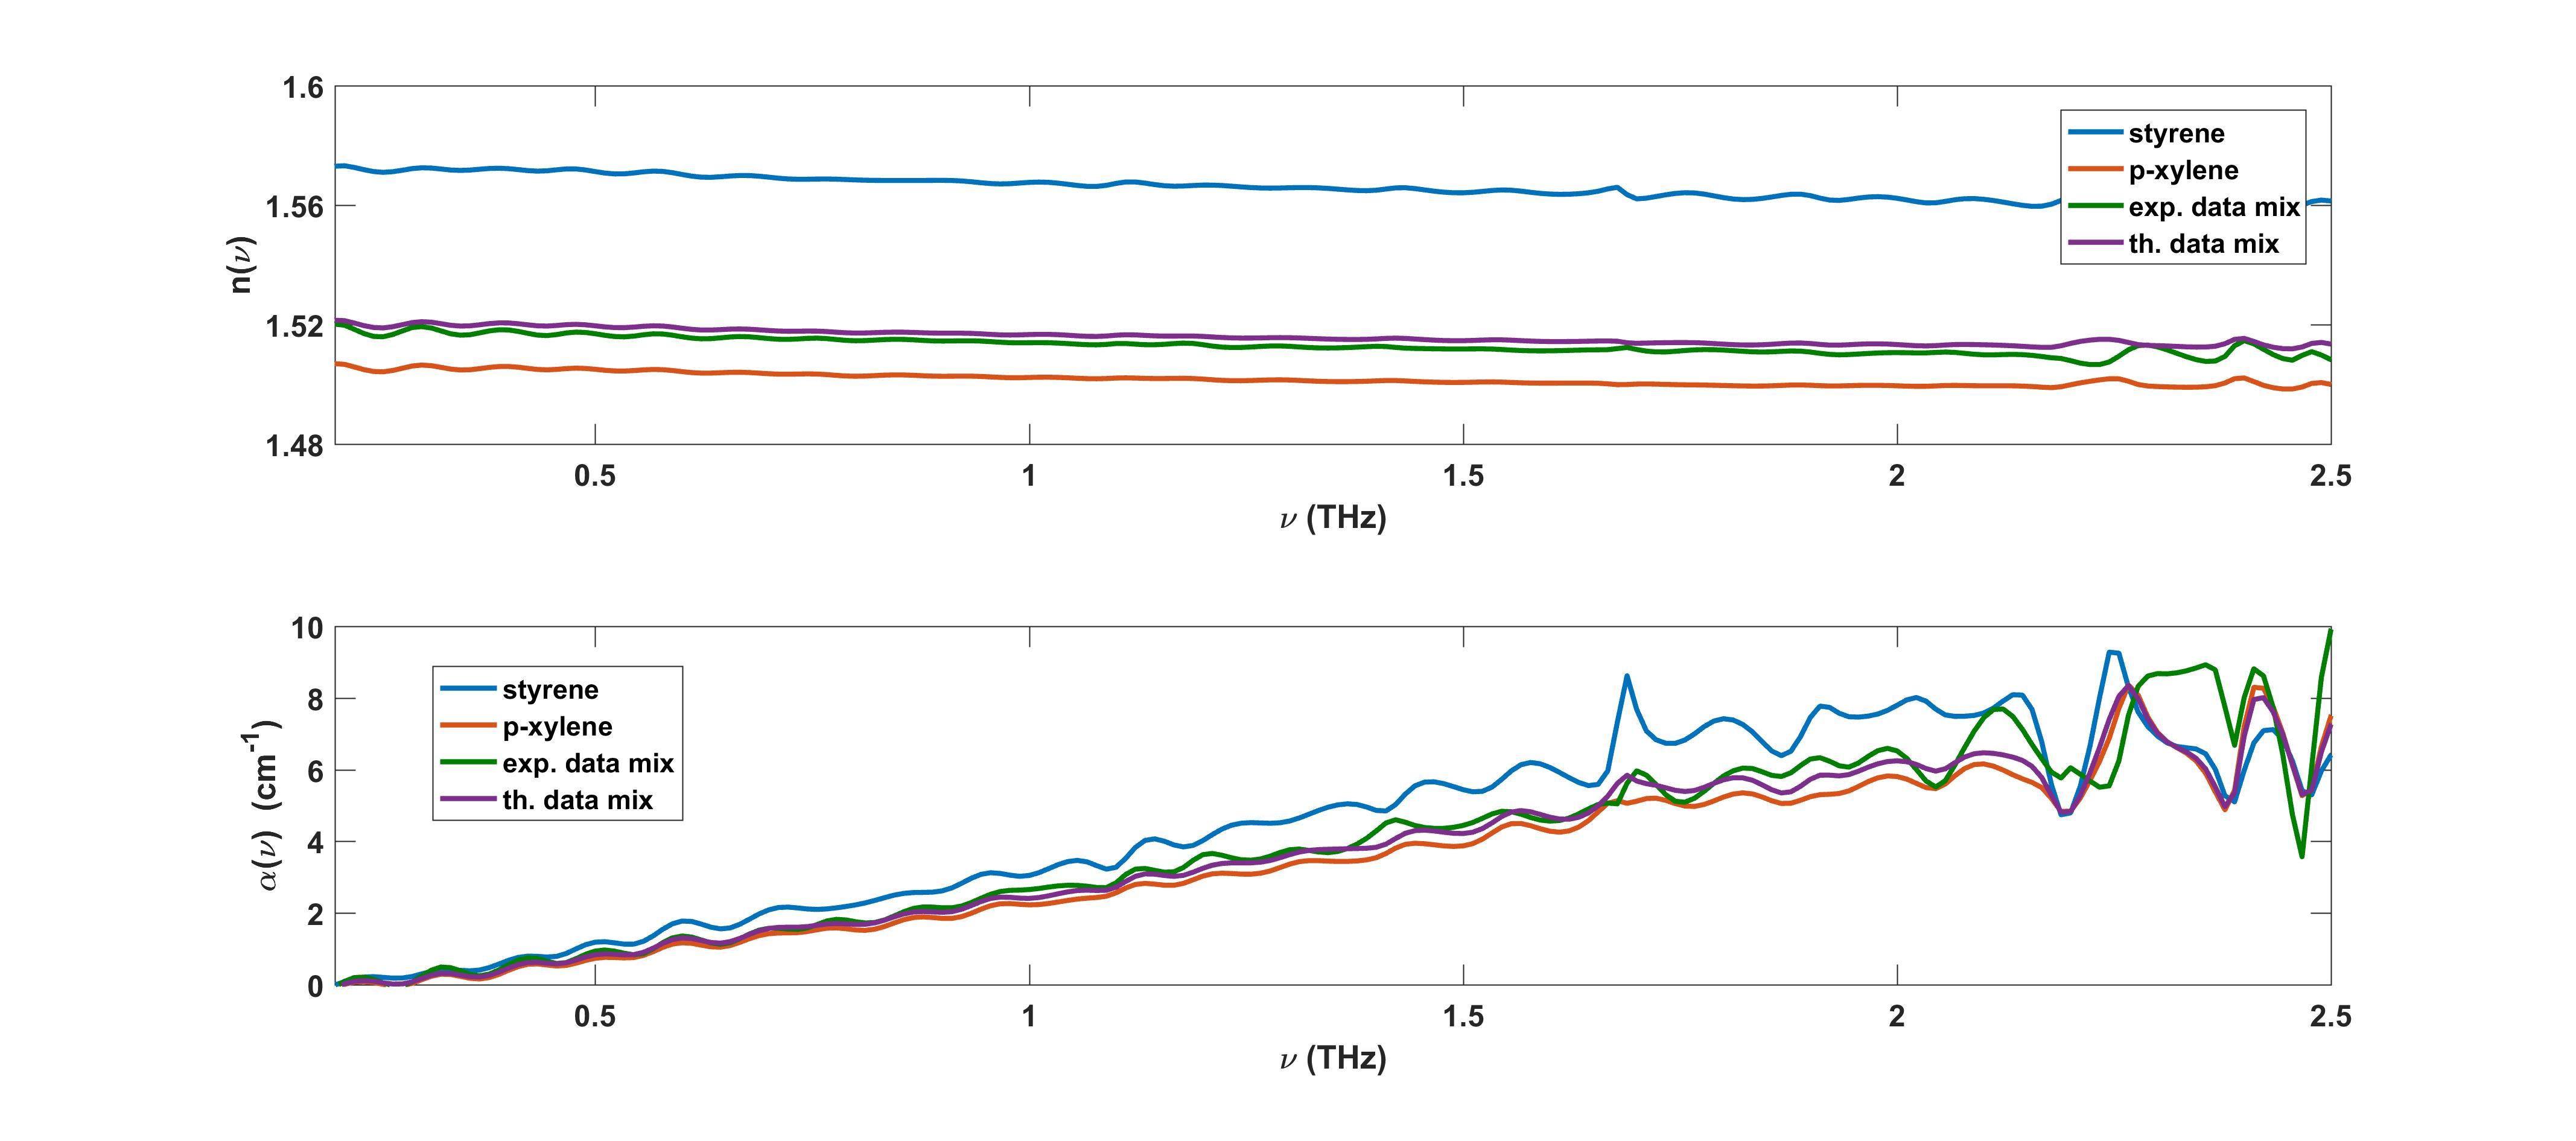 1.6
1.56
1.52
1.48
n(ν)
styrene
p-xylene
exp. data mix
th. data mix
0.5 1 1.5 2 2.5
ν (THz)
10
8
6
4
2
0
α(ν) (cm⁻¹)
styrene
p-xylene
exp. data mix
th. data mix
0.5 1 1.5 2 2.5
ν (THz)